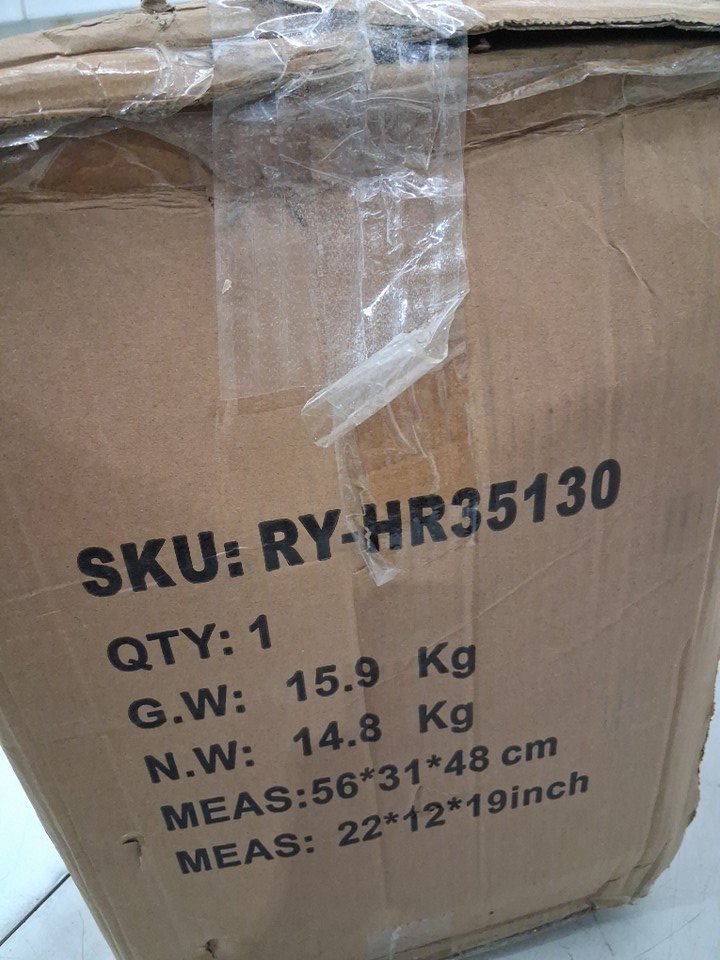 SKU: RY-HR35130
QTY: 1
G.W: 15.9 Kg
N.W: 14.8 Kg
MEAS:56*31*48 cm
MEAS: 22*12*19inch